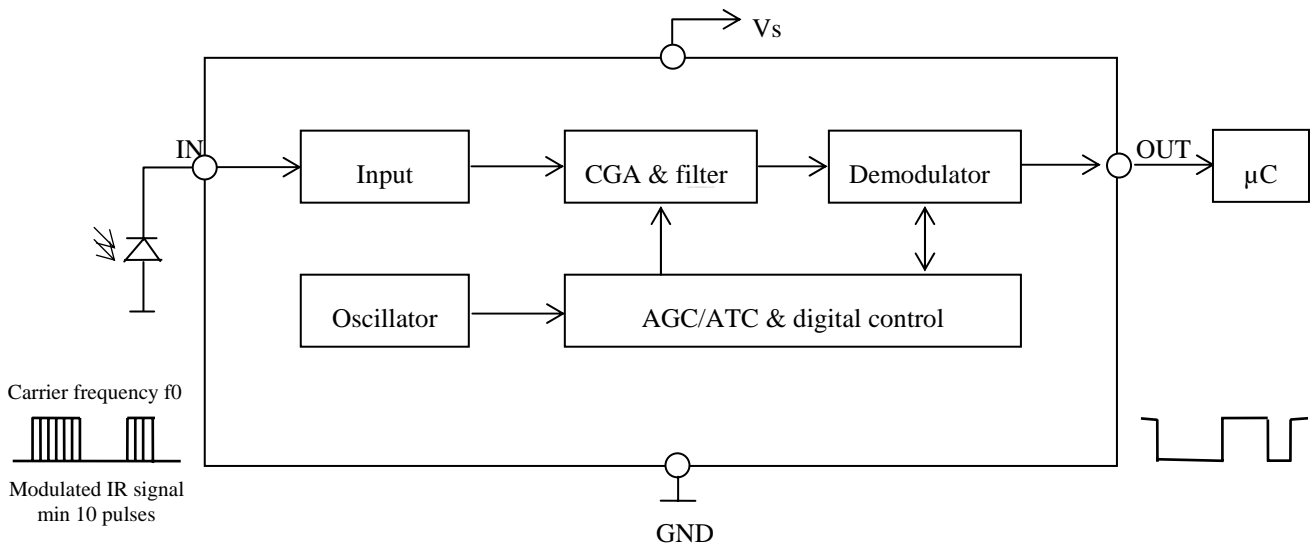 Vs
IN
Input
CGA & filter
Demodulator
OUT
µC
Oscillator
AGC/ATC & digital control
Carrier frequency f0
Modulated IR signal
min 10 pulses
GND